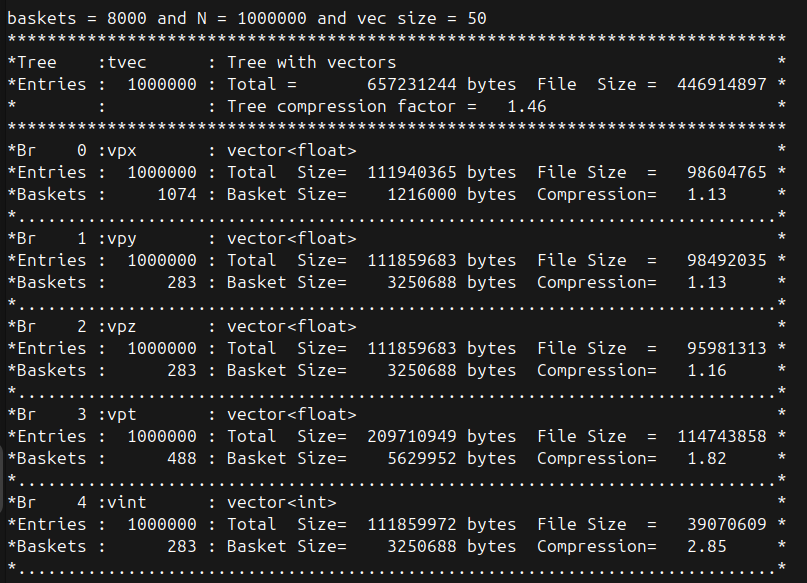 baskets = 8000 and N = 1000000 and vec size = 50
******************************************************************************
*Tree    :tvec      : Tree with vectors                                      *
*Entries :  1000000 : Total =       657231244 bytes  File  Size =  446914897 *
*        :          : Tree compression factor =   1.46                       *
******************************************************************************
*Br    0 :vpx       : vector<float>                                          *
*Entries :  1000000 : Total  Size=  111940365 bytes  File Size  =   98604765 *
*Baskets :     1074 : Basket Size=    1216000 bytes  Compression=   1.13     *
*............................................................................*
*Br    1 :vpy       : vector<float>                                          *
*Entries :  1000000 : Total  Size=  111859683 bytes  File Size  =   98492035 *
*Baskets :      283 : Basket Size=    3250688 bytes  Compression=   1.13     *
*............................................................................*
*Br    2 :vpz       : vector<float>                                          *
*Entries :  1000000 : Total  Size=  111859683 bytes  File Size  =   95981313 *
*Baskets :      283 : Basket Size=    3250688 bytes  Compression=   1.16     *
*............................................................................*
*Br    3 :vpt       : vector<float>                                          *
*Entries :  1000000 : Total  Size=  209710949 bytes  File Size  =  114743858 *
*Baskets :      488 : Basket Size=    5629952 bytes  Compression=   1.82     *
*............................................................................*
*Br    4 :vint      : vector<int>                                            *
*Entries :  1000000 : Total  Size=  111859972 bytes  File Size  =   39070609 *
*Baskets :      283 : Basket Size=    3250688 bytes  Compression=   2.85     *
*............................................................................*